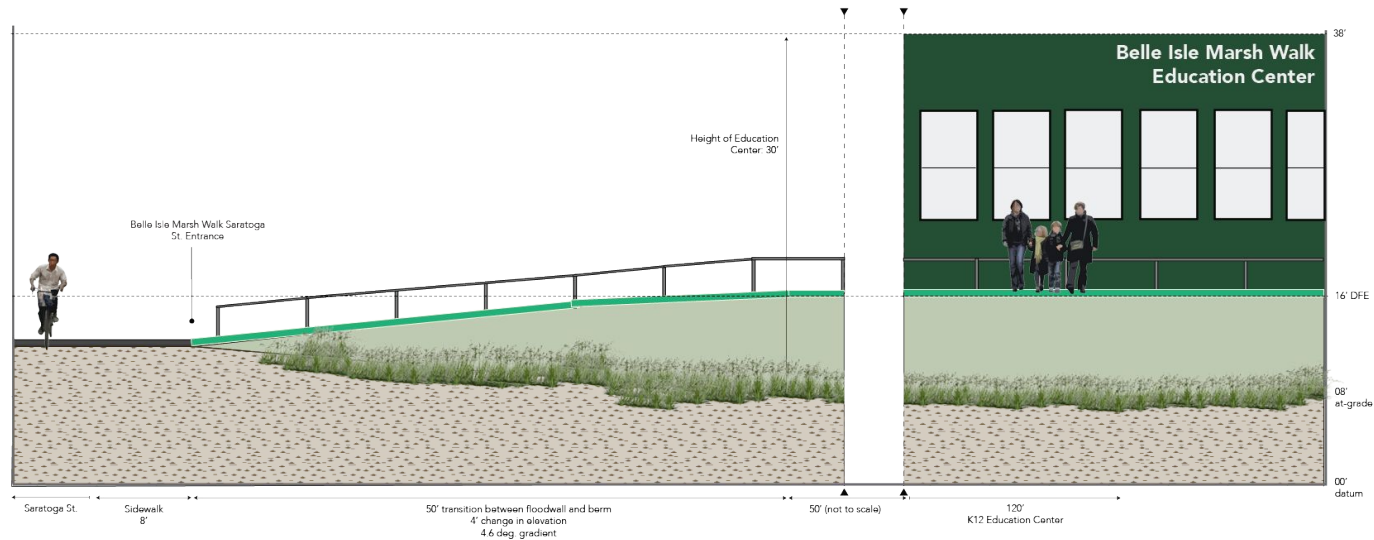 38'
Belle Isle Marsh Walk
Education Center
Height of Education
Center: 30'
Belle Isle Marsh Walk Saratoga
St. Entrance
16' DFE
08'
at-grade
00'
datum
Saratoga St.
Sidewalk
8'
50' transition between floodwall and berm
4' change in elevation
4.6 deg. gradient
50' (not to scale)
120'
K12 Education Center